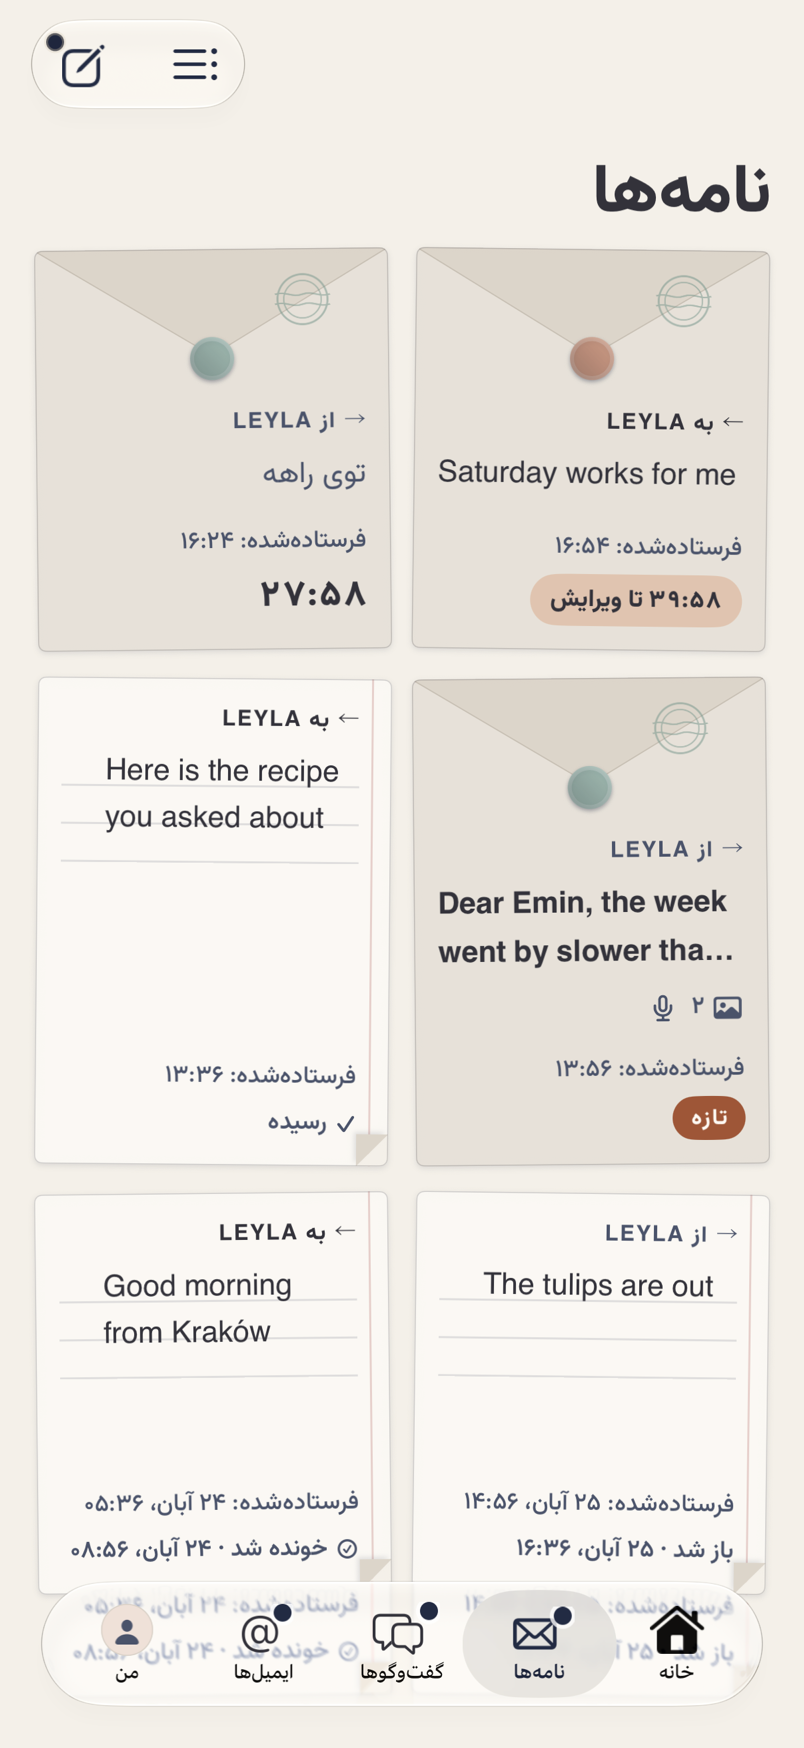 نامه‌ها
← به LEYLA
Saturday works for me
فرستاده‌شده: ۱۶:۵۴
۳۹:۵۸ تا ویرایش
→ از LEYLA
توی راهه
فرستاده‌شده: ۱۶:۲۴
۲۷:۵۸
→ از LEYLA
Dear Emin, the week
went by slower tha…
۲
فرستاده‌شده: ۱۳:۵۶
تازه
← به LEYLA
Here is the recipe
you asked about
فرستاده‌شده: ۱۳:۳۶
رسیده
→ از LEYLA
The tulips are out
فرستاده‌شده: ۲۵ آبان، ۱۴:۵۶
باز شد · ۲۵ آبان، ۱۶:۳۶
← به LEYLA
Good morning
from Kraków
فرستاده‌شده: ۲۴ آبان، ۰۵:۳۶
خونده شد · ۲۴ آبان، ۰۸:۵۶
خانه
نامه‌ها
گفت‌وگوها
ایمیل‌ها
من